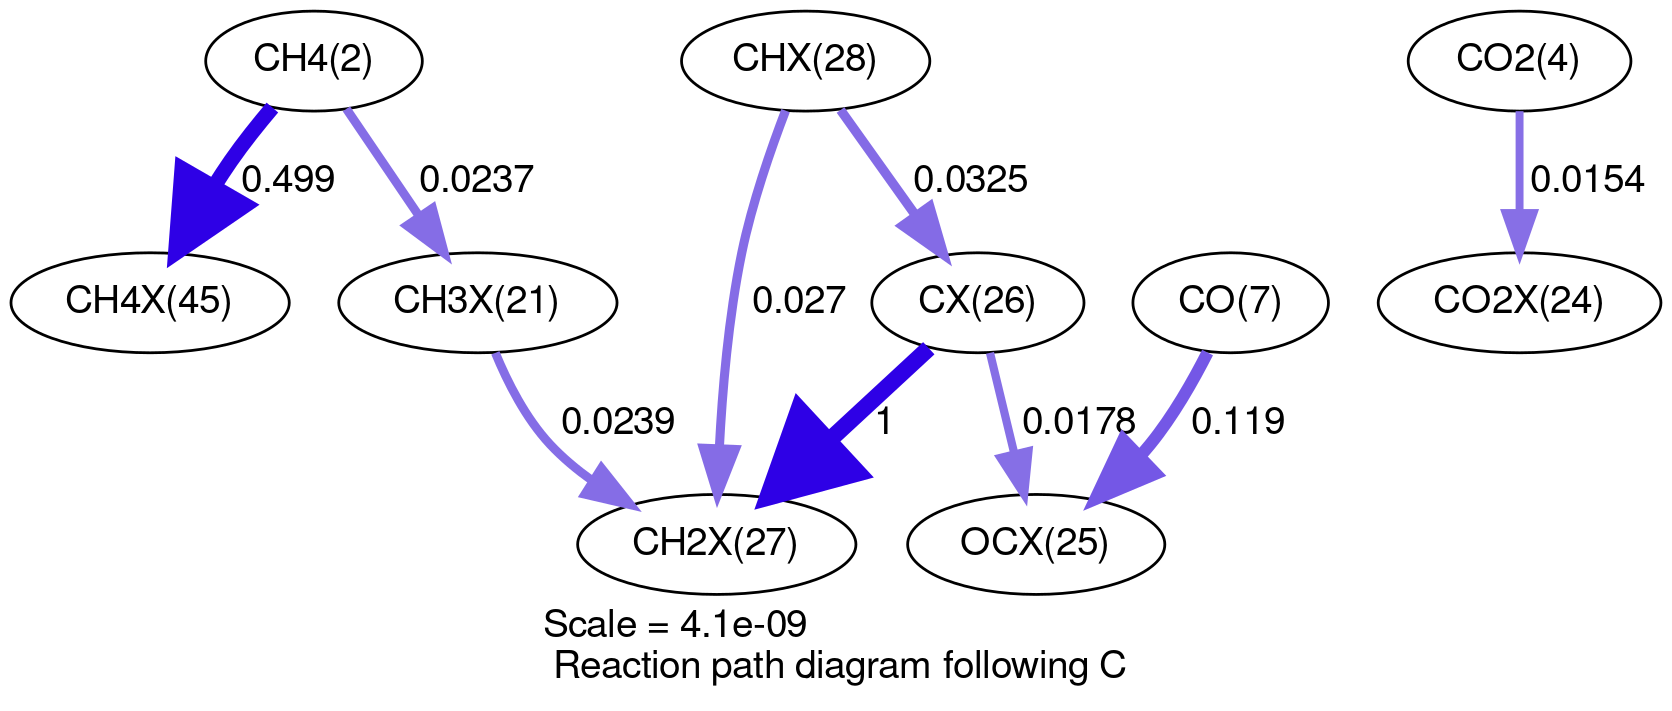 CH4(2)
CHX(28)
CO2(4)
0.499
0.0237
0.0325
0.0154
CH4X(45)
CH3X(21)
0.027
CX(26)
CO(7)
CO2X(24)
0.0239
1
0.0178
0.119
CH2X(27)
OCX(25)
Scale = 4.1e-09
Reaction path diagram following C